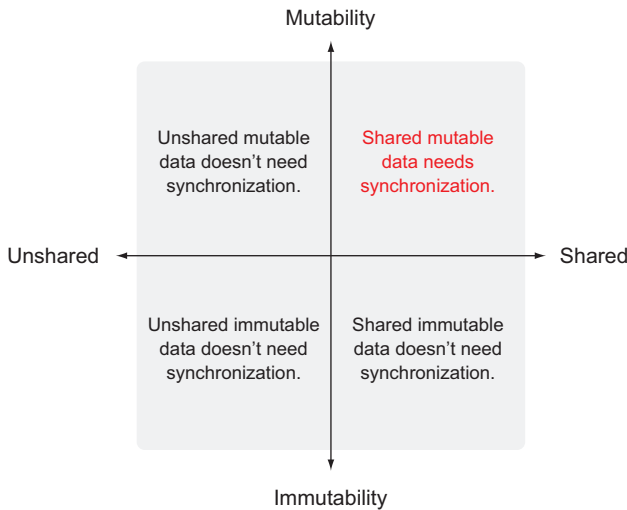 Mutability
Unshared mutable
data doesn't need
synchronization.
Shared mutable
data needs
synchronization.
Unshared
Shared
Unshared immutable
data doesn't need
synchronization.
Shared immutable
data doesn't need
synchronization.
Immutability